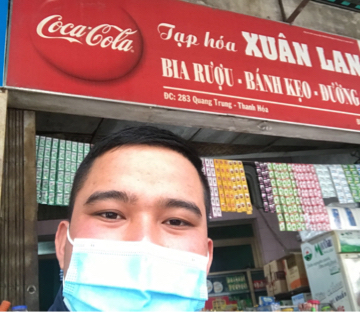 Coca-Cola
Tạp hóa XUÂN LAN
BIA RƯỢU - BÁNH KẸO - ĐƯỜNG
ĐC: 283 Quang Trung - Thanh Hóa